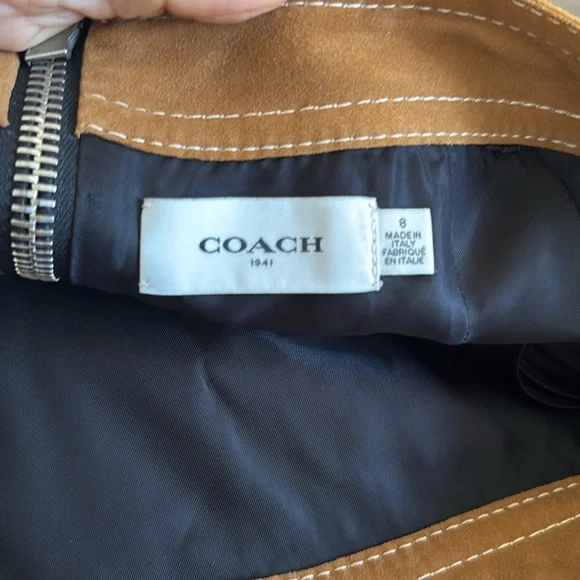 COACH
1941
8
MADE IN
ITALY
FABRIQUÉ
EN ITALIE